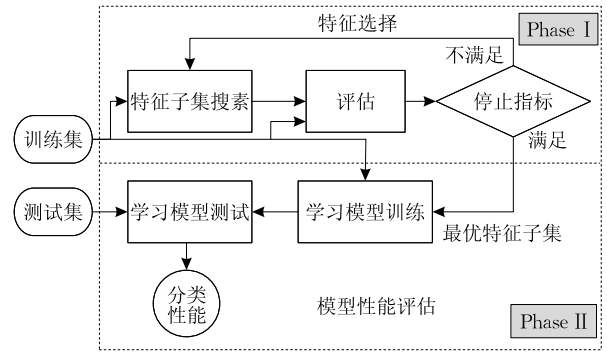 特征选择
Phase Ⅰ
不满足
特征子集搜素
评估
停止指标
训练集
满足
测试集
学习模型测试
学习模型训练
最优特征子集
分类
性能
模型性能评估
Phase Ⅱ